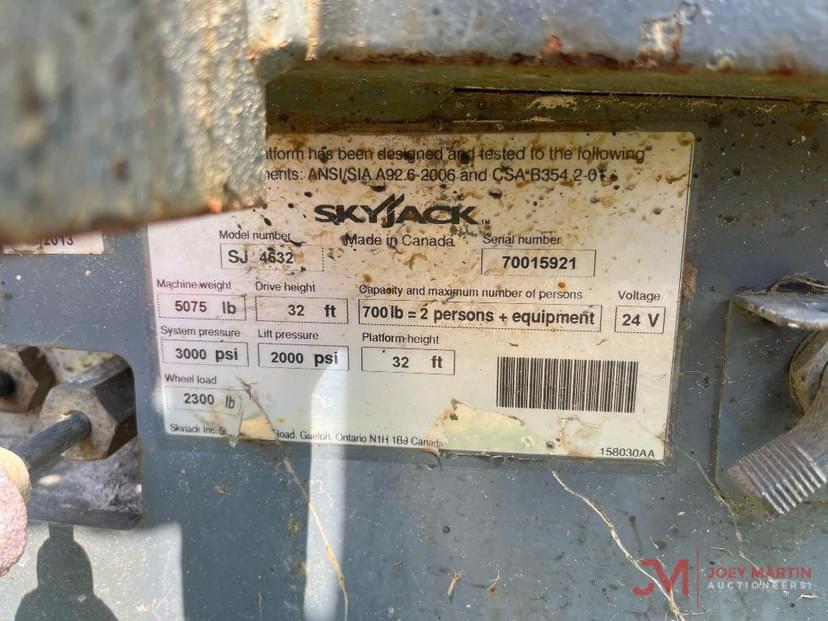 has been designed and tested to the following
ANSI/SIA A92.6-2006 and CSA B354.2-01
SKYJACK™
Made in Canada
Model number
SJ 4632
Serial number
70015921
2013
Machine weight
5075 lb
Drive height
32 ft
Capacity and maximum number of persons
700 lb = 2 persons + equipment
Voltage
24 V
System pressure
3000 psi
Lift pressure
2000 psi
Platform height
32 ft
Wheel load
2300 lb
Skyjack Inc. Road, Guelph, Ontario N1H 1B9 Canada
158030AA
JM JOEY MARTIN
AUCTIONEERS